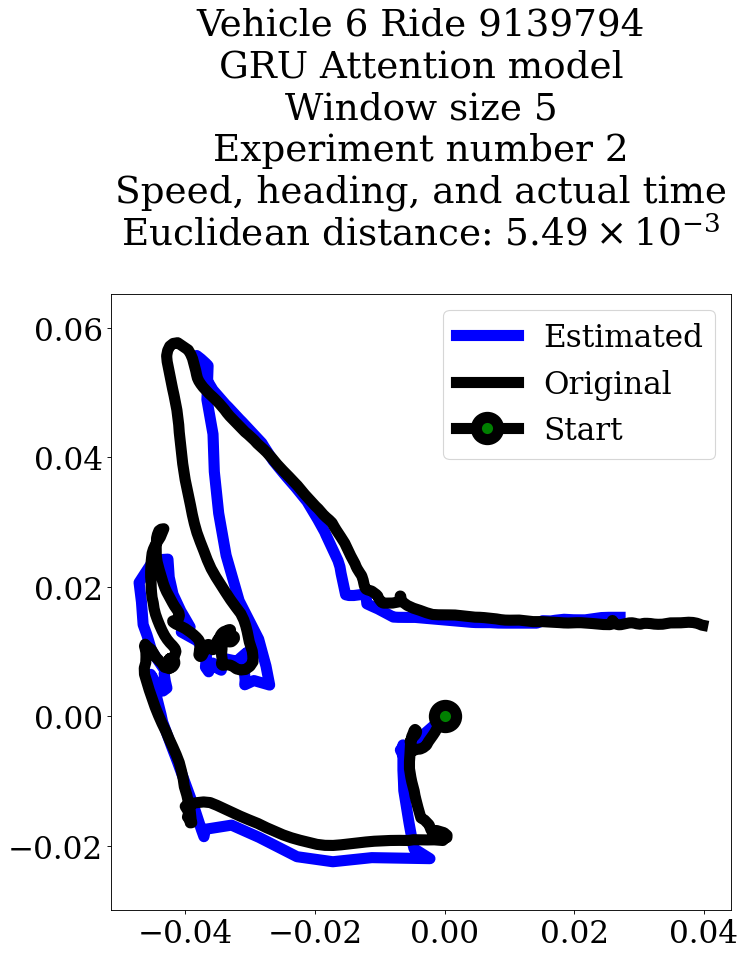 Vehicle 6 Ride 9139794
GRU Attention model
Window size 5
Experiment number 2
Speed, heading, and actual time
Euclidean distance: 5.49 × 10⁻³
Estimated
Original
Start
0.06
0.04
0.02
0.00
−0.02
−0.04 −0.02 0.00 0.02 0.04